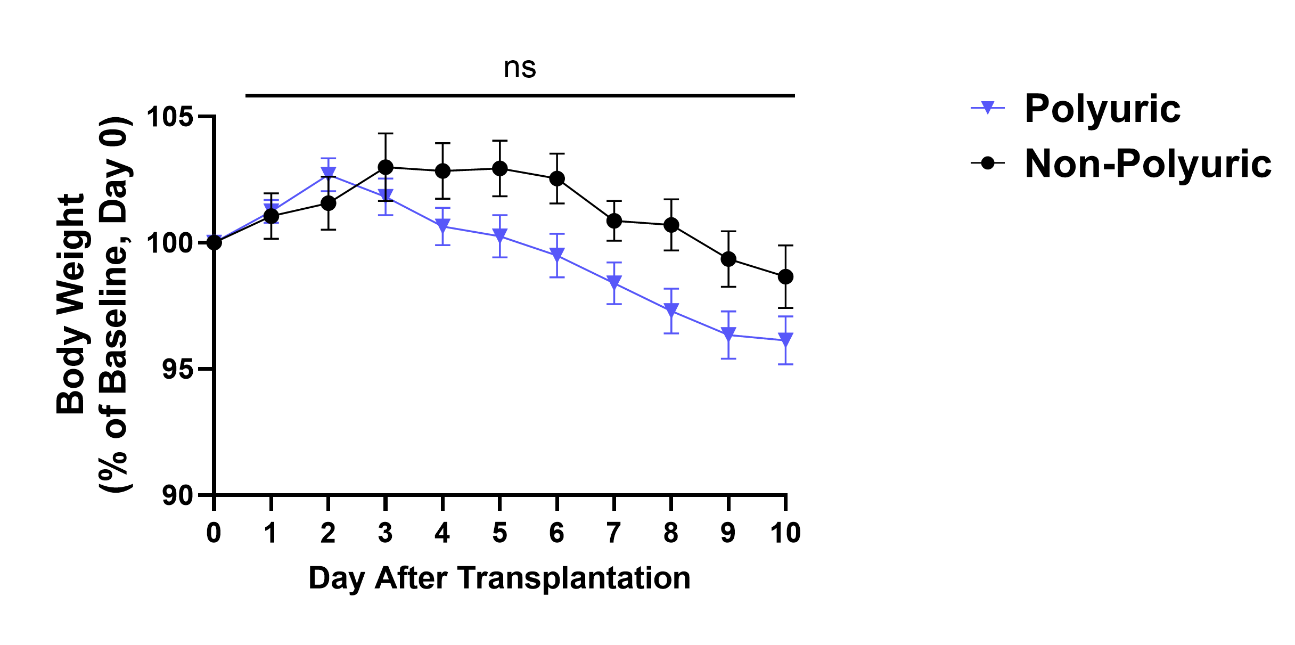 ns
Polyuric
Non-Polyuric
Body Weight
(% of Baseline, Day 0)
105
100
95
90
0 1 2 3 4 5 6 7 8 9 10
Day After Transplantation